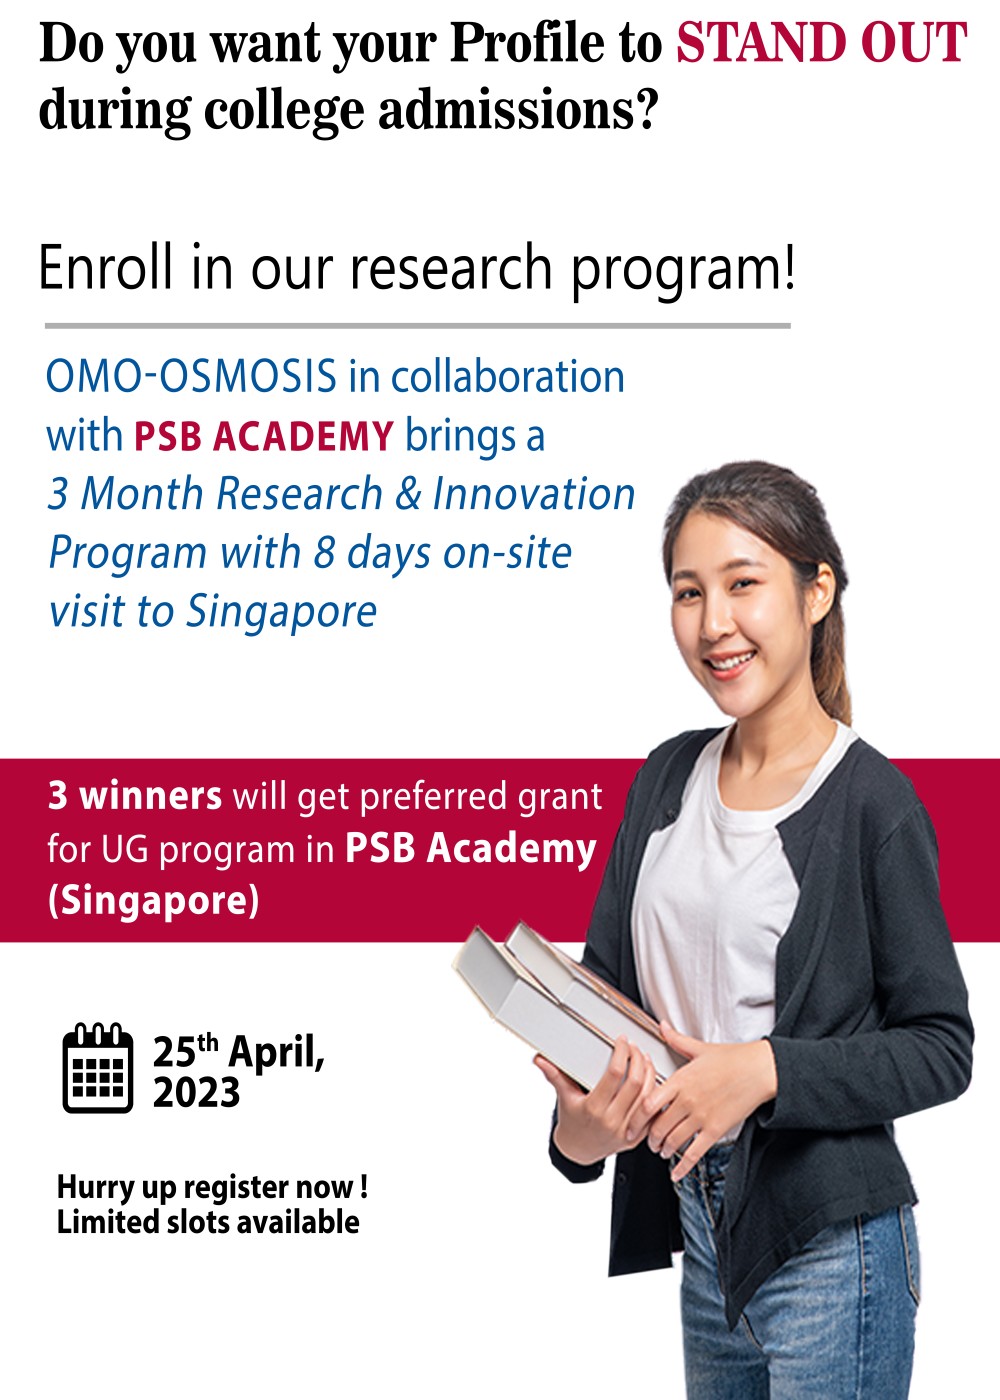 Do you want your Profile to STAND OUT
during college admissions?
Enroll in our research program!
OMO-OSMOSIS in collaboration
with PSB ACADEMY brings a
3 Month Research & Innovation
Program with 8 days on-site
visit to Singapore
3 winners will get preferred grant
for UG program in PSB Academy
(Singapore)
25th April,
2023
Hurry up register now !
Limited slots available